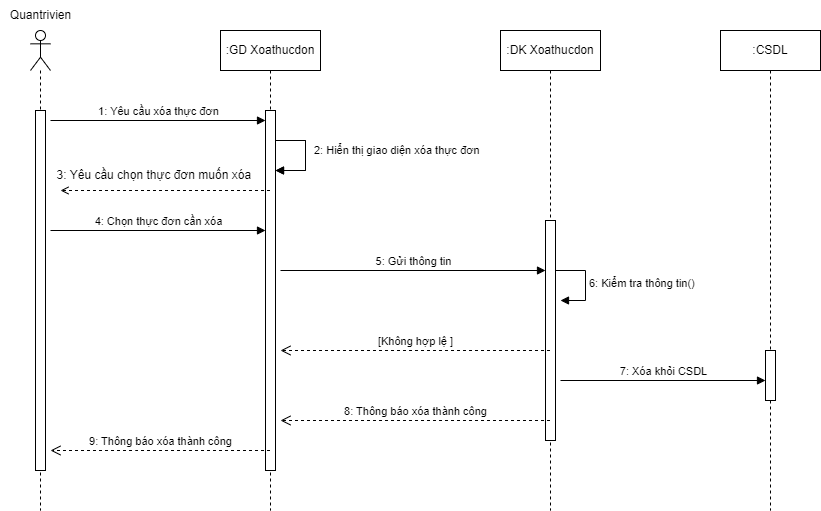 Quantrivien
:GD Xoathucdon
:DK Xoathucdon
:CSDL
1: Yêu cầu xóa thực đơn
2: Hiển thị giao diện xóa thực đơn
3: Yêu cầu chọn thực đơn muốn xóa
4: Chọn thực đơn cần xóa
5: Gửi thông tin
6: Kiểm tra thông tin()
[Không hợp lệ ]
7: Xóa khỏi CSDL
8: Thông báo xóa thành công
9: Thông báo xóa thành công